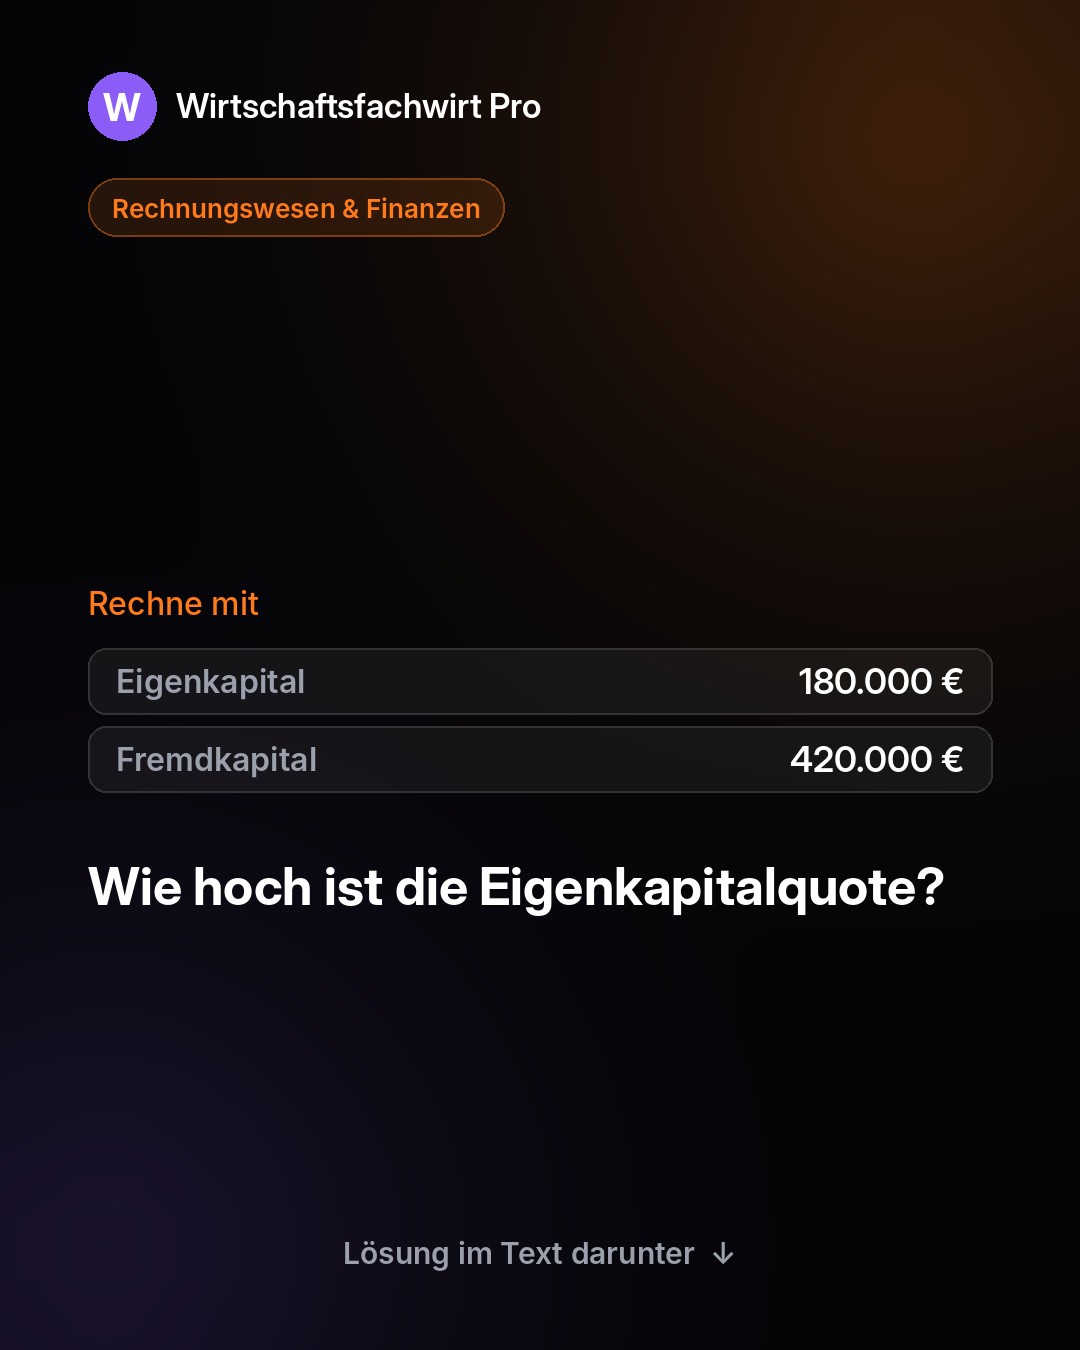 W Wirtschaftsfachwirt Pro
Rechnungswesen & Finanzen
Rechne mit
Eigenkapital 180.000 €
Fremdkapital 420.000 €
Wie hoch ist die Eigenkapitalquote?
Lösung im Text darunter ↓